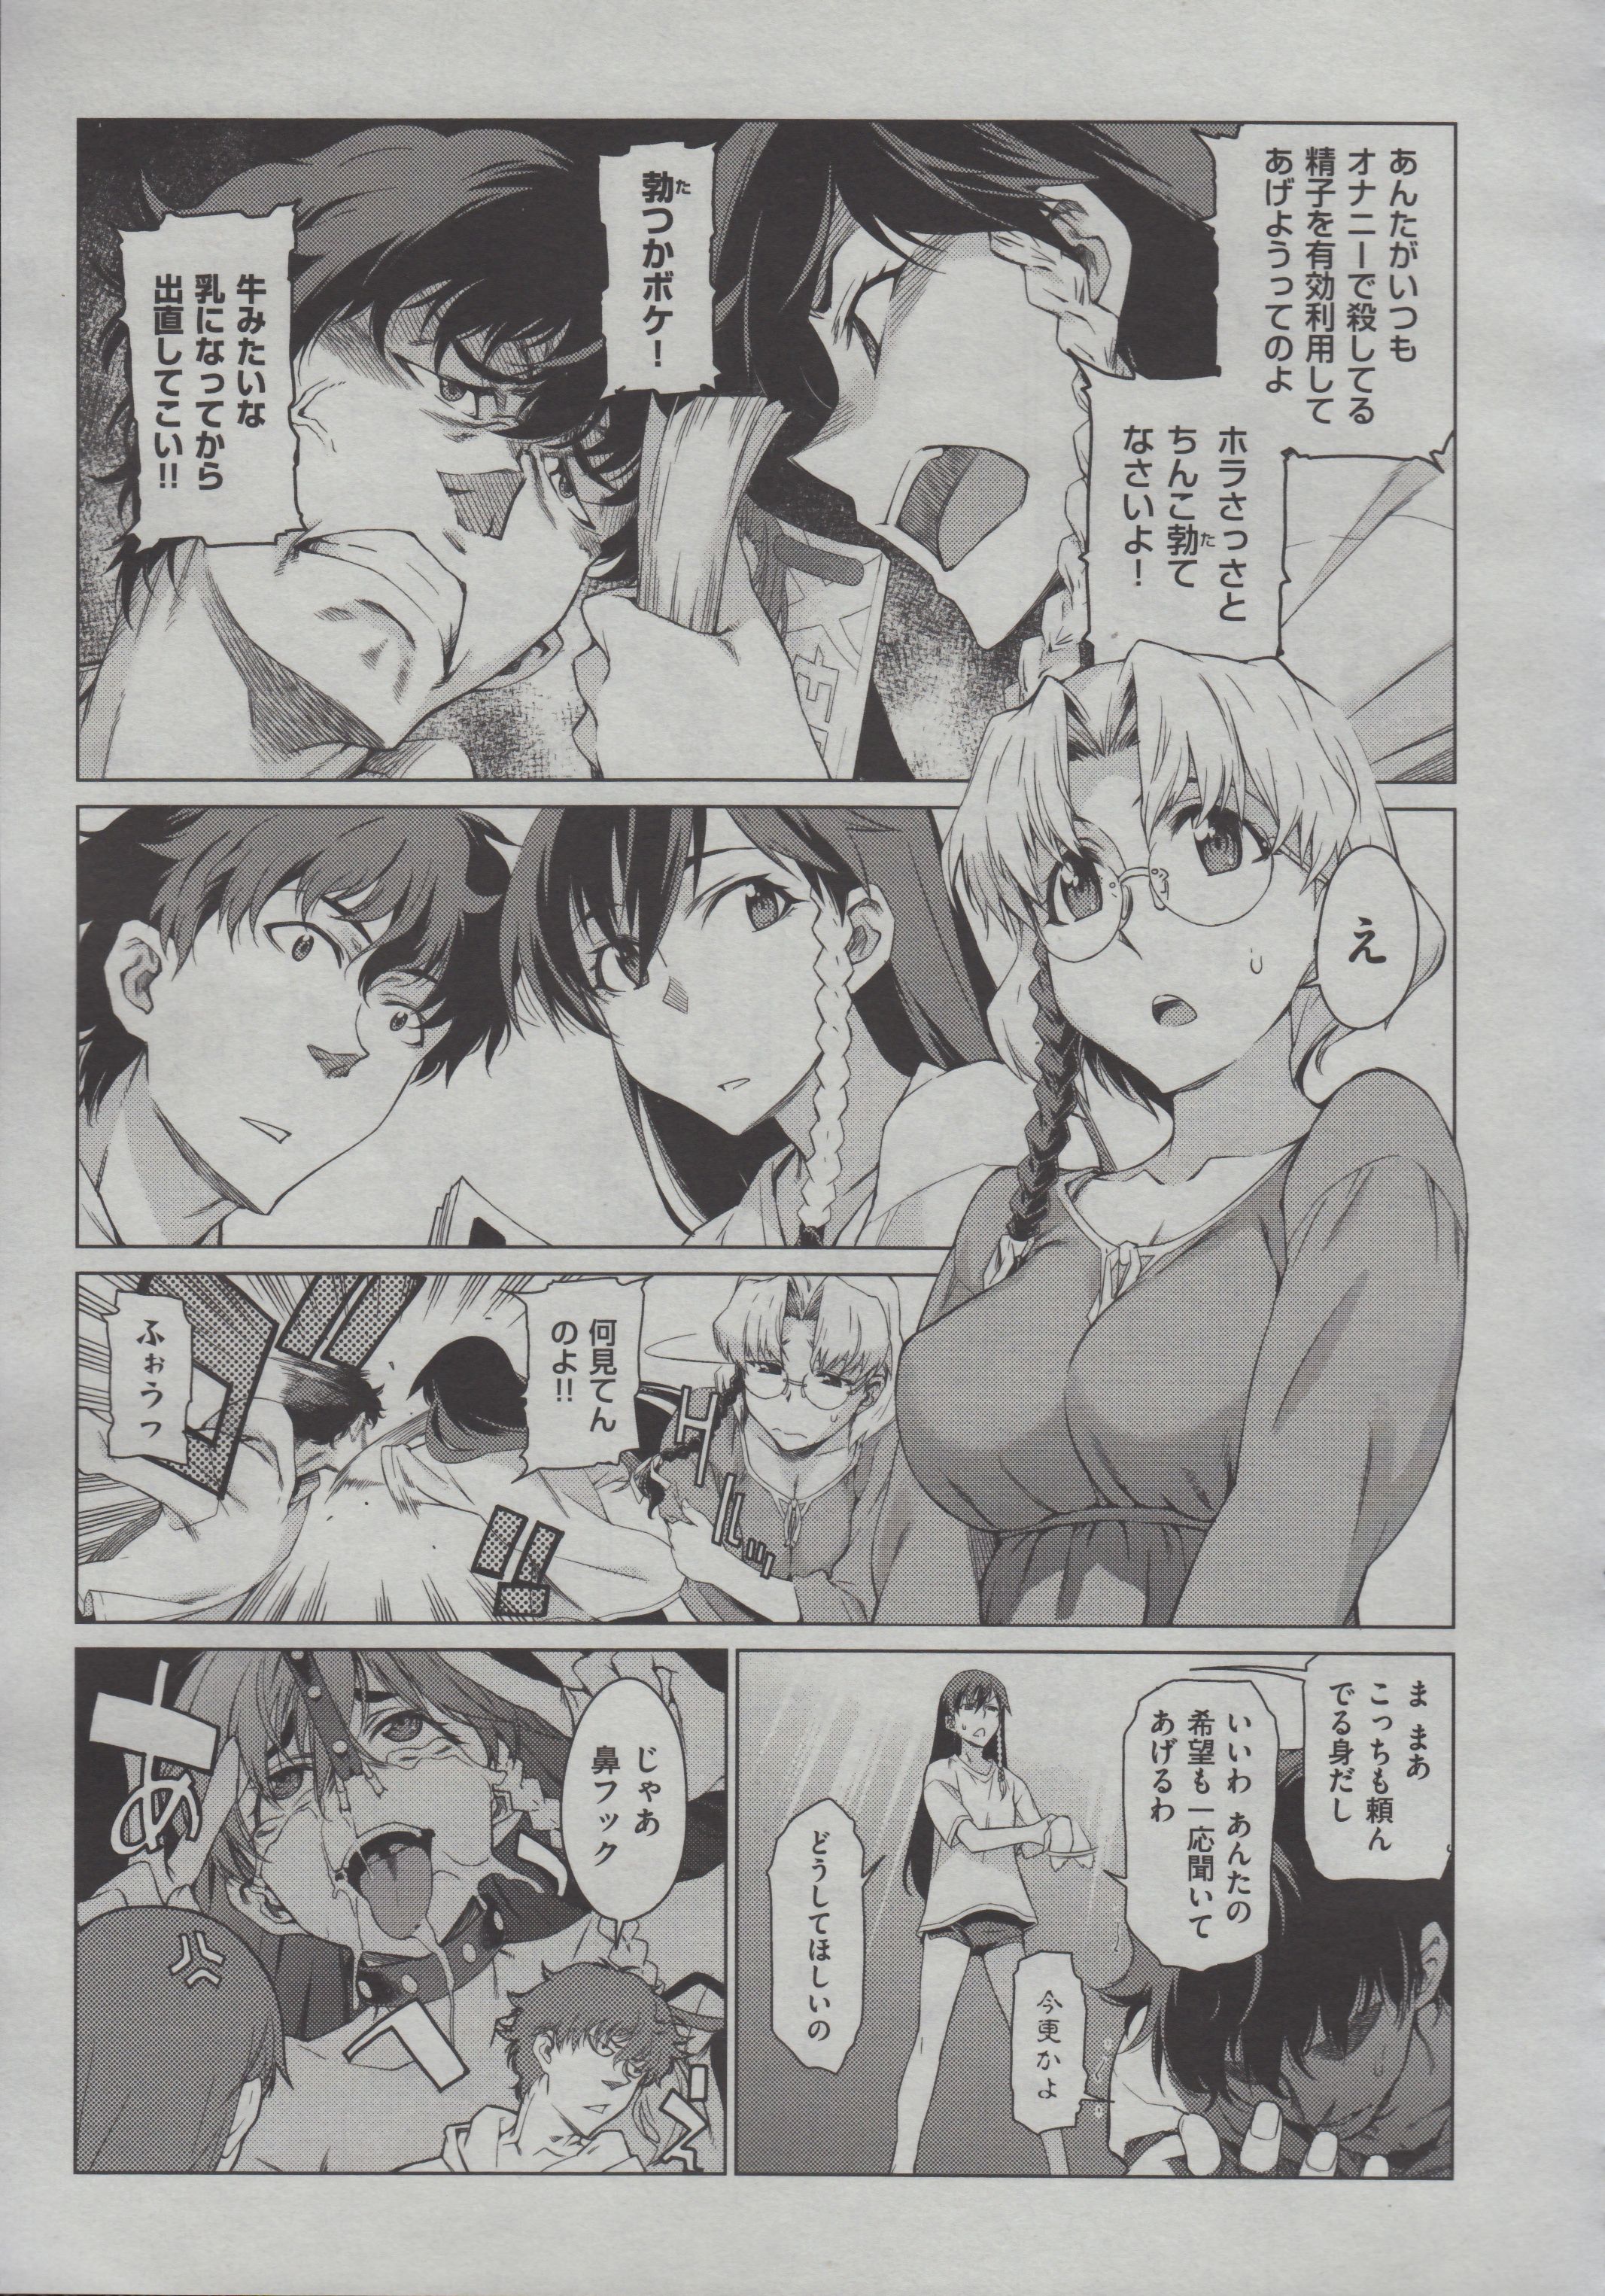 あんたがいつも
オナニーで殺してる
精子を有効利用して
あげようってのよ
ホラさっさと
ちんこ勃て
なさいよ!
勃つかボケ!
牛みたいな
乳になってから
出直してこい!!
え
何見てん
のよ!!
ふぉうっ
ま まあ
こっちも頼ん
でる身だし
いいわ あんたの
希望も一応聞いて
あげるわ
今更かよ
どうしてほしいの
じゃあ
鼻フック